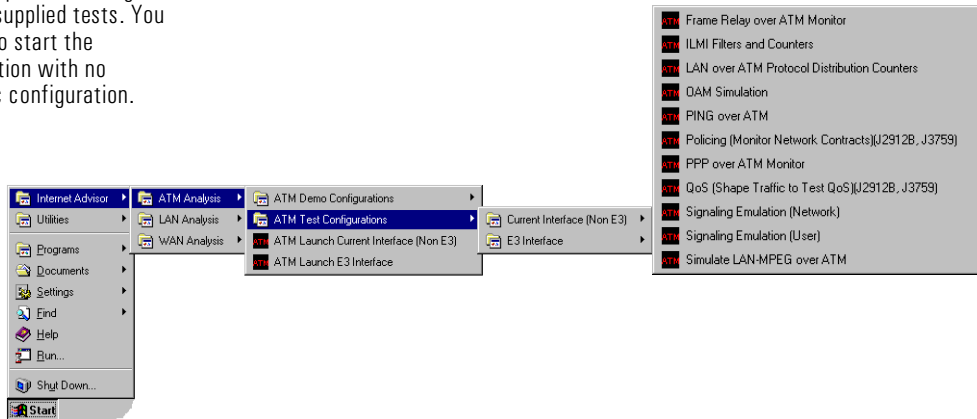 supplied tests. You
o start the
tion with no
c configuration.
Frame Relay over ATM Monitor
ILMI Filters and Counters
LAN over ATM Protocol Distribution Counters
OAM Simulation
PING over ATM
Policing (Monitor Network Contracts)(J2912B, J3759)
PPP over ATM Monitor
QoS (Shape Traffic to Test QoS)(J2912B, J3759)
Signaling Emulation (Network)
Signaling Emulation (User)
Simulate LAN-MPEG over ATM
Internet Advisor
Utilities
Programs
Documents
Settings
Find
Help
Run...
Shut Down...
Start
ATM Analysis
LAN Analysis
WAN Analysis
ATM Demo Configurations
ATM Test Configurations
ATM Launch Current Interface (Non E3)
ATM Launch E3 Interface
Current Interface (Non E3)
E3 Interface